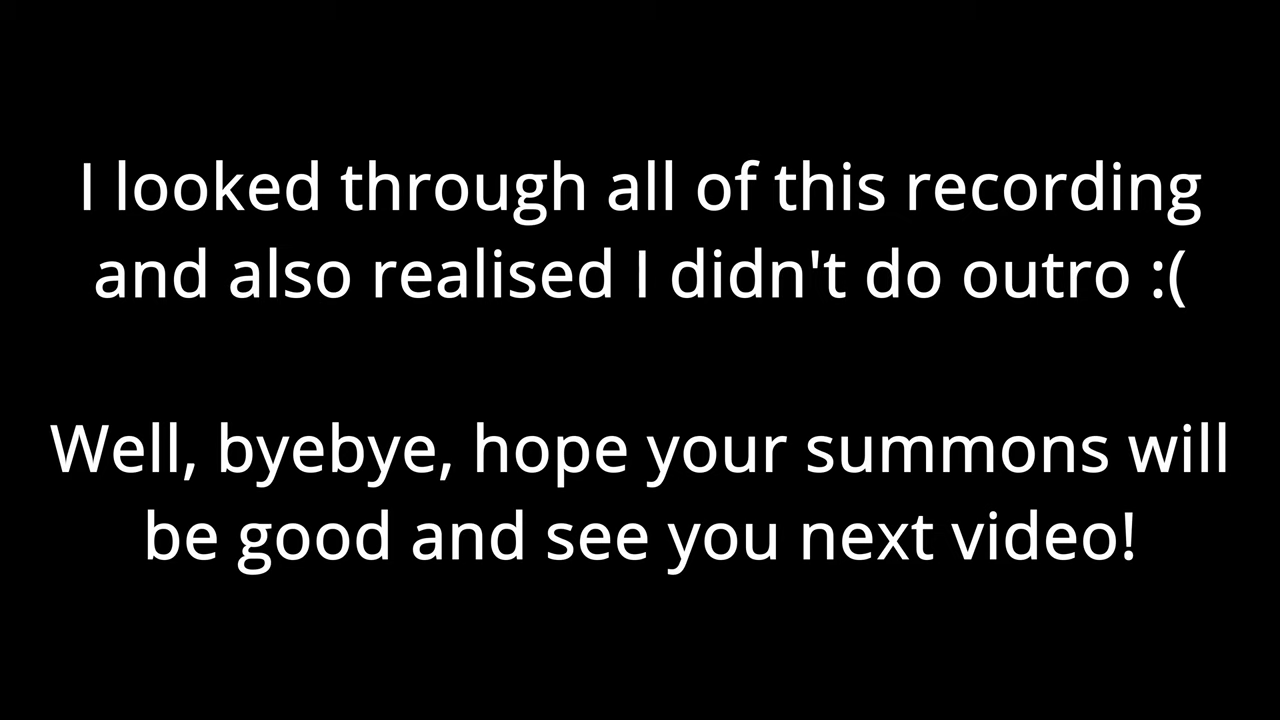 I looked through all of this recording
and also realised I didn't do outro :(
Well, byebye, hope your summons will
be good and see you next video!